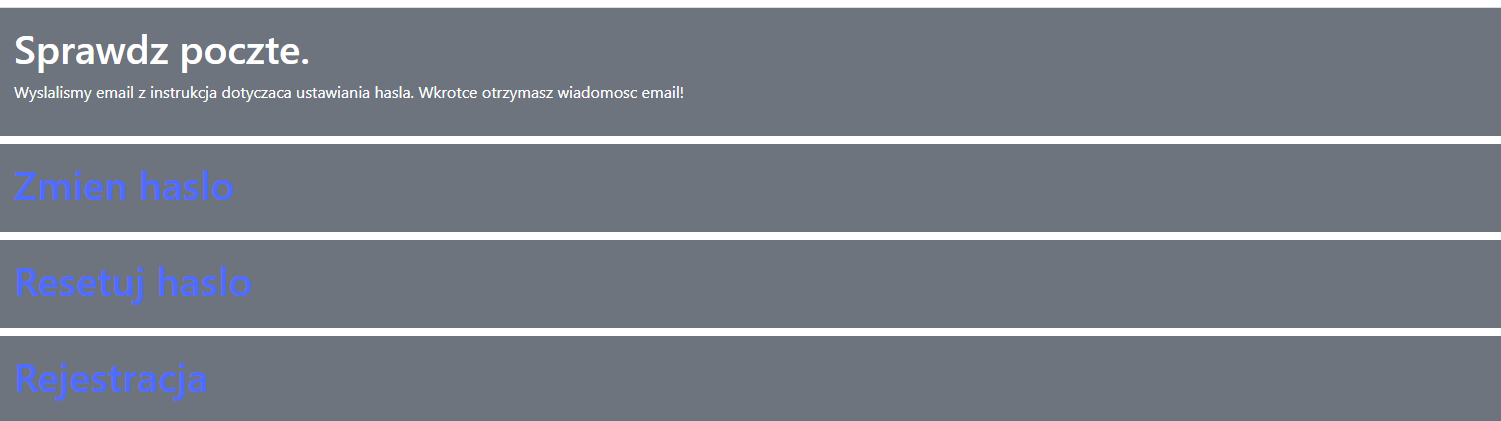 Sprawdz poczte.
Wyslalismy email z instrukcja dotyczaca ustawiania hasla. Wkrotce otrzymasz wiadomosc email!
Zmien haslo
Resetuj haslo
Rejestracja